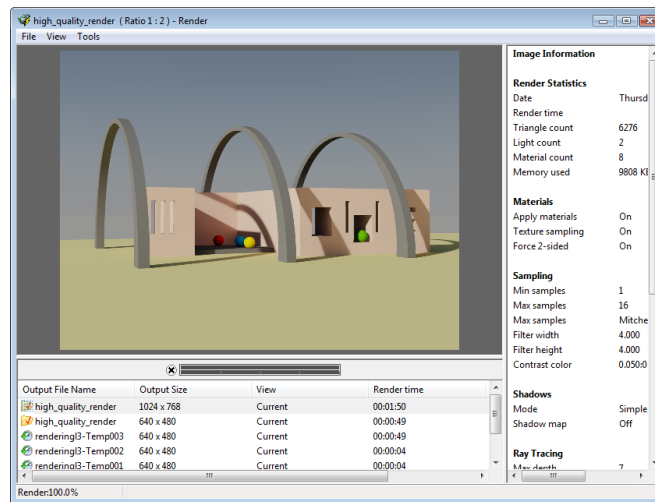 high_quality_render ( Ratio 1 : 2 ) - Render
File View Tools
Image Information
Render Statistics
Date Thursd
Render time
Triangle count 6276
Light count 2
Material count 8
Memory used 9808 KB
Materials
Apply materials On
Texture sampling On
Force 2-sided On
Sampling
Min samples 1
Max samples 16
Max samples Mitche
Filter width 4.000
Filter height 4.000
Contrast color 0.050:0
Shadows
Mode Simple
Shadow map Off
Ray Tracing
Max depth 7
Output File Name Output Size View Render time
high_quality_render 1024 x 768 Current 00:01:50
high_quality_render 640 x 480 Current 00:00:49
renderingl3-Temp003 640 x 480 Current 00:00:49
renderingl3-Temp002 640 x 480 Current 00:00:04
renderingl3-Temp001 640 x 480 Current 00:00:04
Render:100.0%